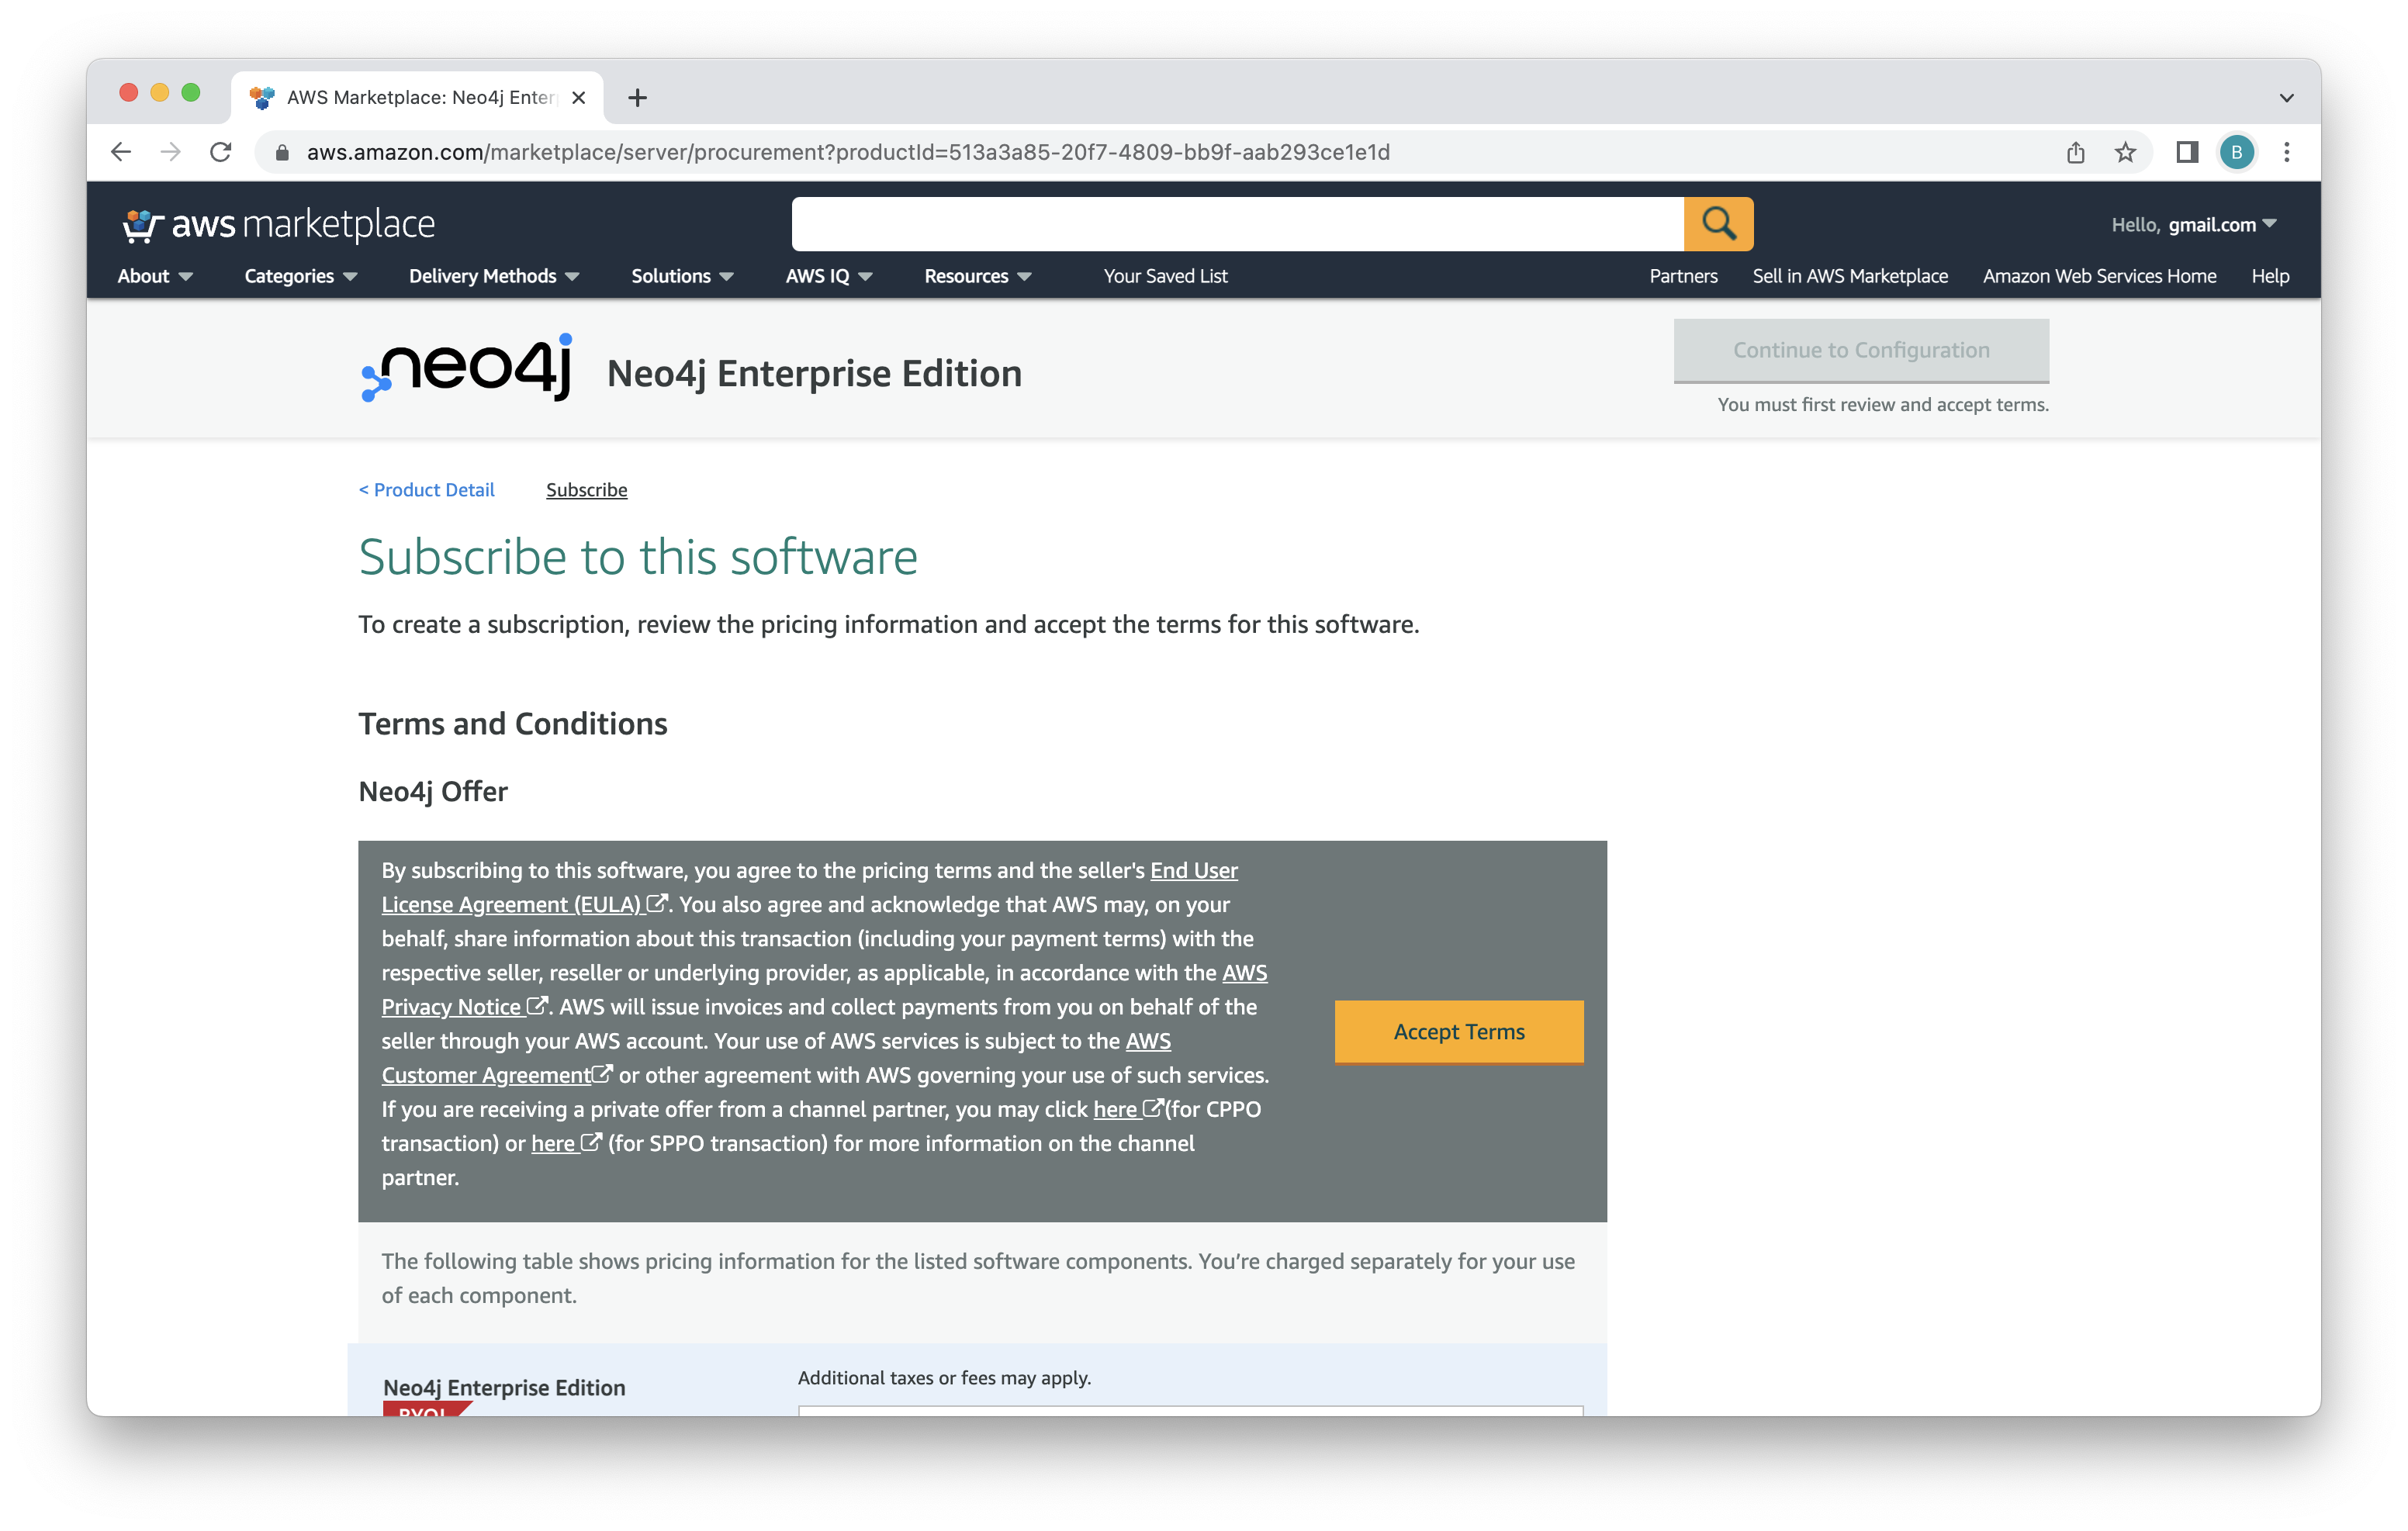 AWS Marketplace: Neo4j Enter
aws.amazon.com/marketplace/server/procurement?productId=513a3a85-20f7-4809-bb9f-aab293ce1e1d
B
aws marketplace
Hello, gmail.com
About Categories Delivery Methods Solutions AWS IQ Resources Your Saved List Partners Sell in AWS Marketplace Amazon Web Services Home Help
neo4j Neo4j Enterprise Edition
Continue to Configuration
You must first review and accept terms.
< Product Detail Subscribe
Subscribe to this software
To create a subscription, review the pricing information and accept the terms for this software.
Terms and Conditions
Neo4j Offer
By subscribing to this software, you agree to the pricing terms and the seller's End User
License Agreement (EULA) . You also agree and acknowledge that AWS may, on your
behalf, share information about this transaction (including your payment terms) with the
respective seller, reseller or underlying provider, as applicable, in accordance with the AWS
Privacy Notice . AWS will issue invoices and collect payments from you on behalf of the
seller through your AWS account. Your use of AWS services is subject to the AWS
Customer Agreement or other agreement with AWS governing your use of such services.
If you are receiving a private offer from a channel partner, you may click here (for CPPO
transaction) or here (for SPPO transaction) for more information on the channel
partner.
Accept Terms
The following table shows pricing information for the listed software components. You’re charged separately for your use
of each component.
Neo4j Enterprise Edition
Additional taxes or fees may apply.